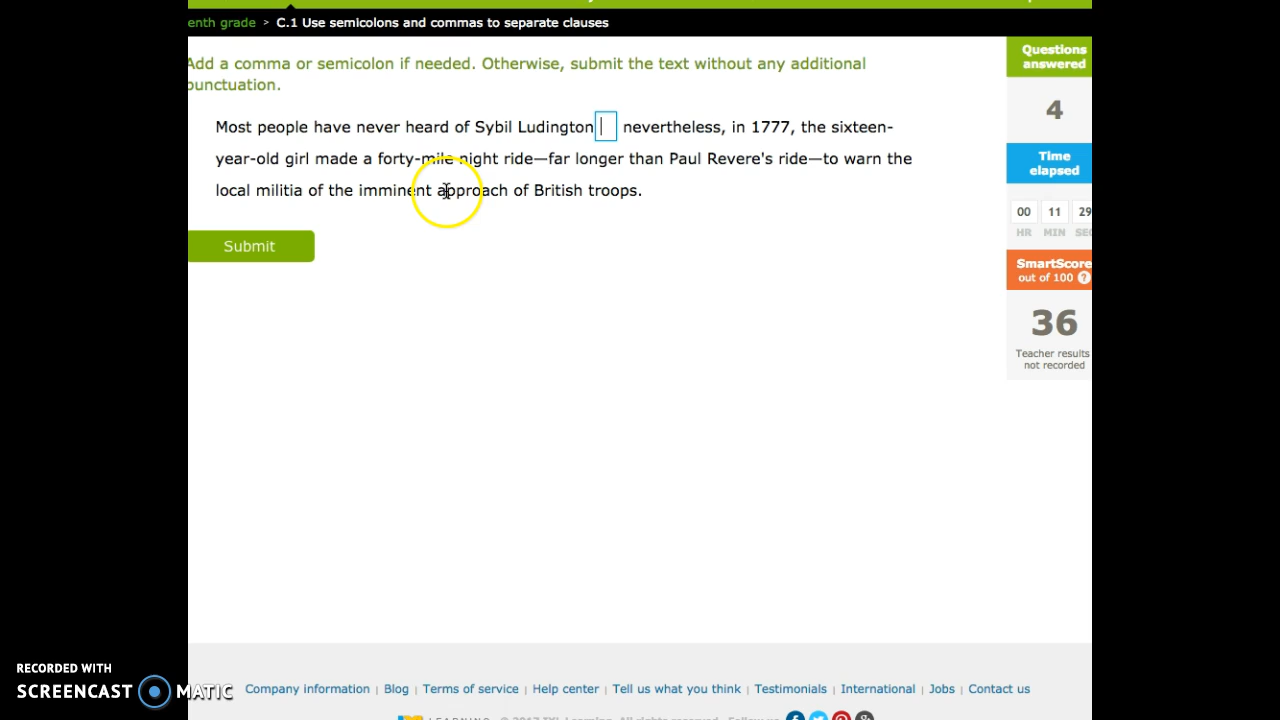 enth grade > C.1 Use semicolons and commas to separate clauses
Add a comma or semicolon if needed. Otherwise, submit the text without any additional
punctuation.
Most people have never heard of Sybil Ludington nevertheless, in 1777, the sixteen-
year-old girl made a forty-mile night ride—far longer than Paul Revere's ride—to warn the
local militia of the imminent approach of British troops.
Submit
Questions
answered
4
Time
elapsed
00 11 29
HR MIN SEC
SmartScore
out of 100 ?
36
Teacher results
not recorded
RECORDED WITH
SCREENCAST MATIC
Company information | Blog | Terms of service | Help center | Tell us what you think | Testimonials | International | Jobs | Contact us